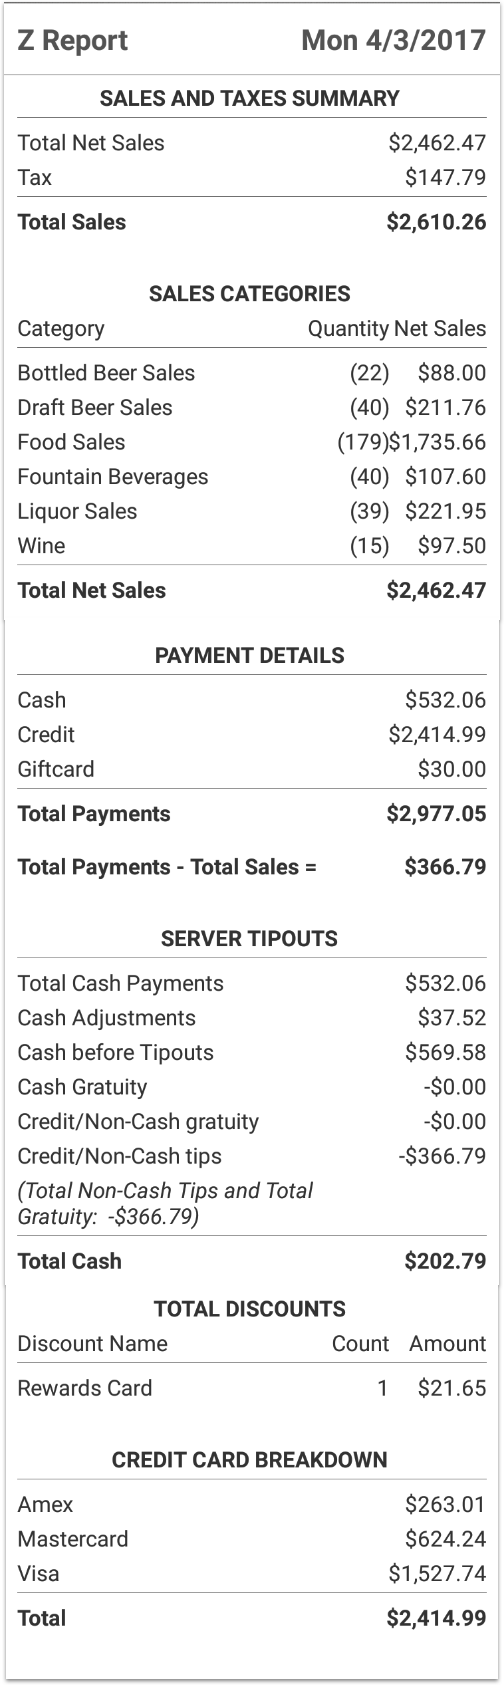 Z Report Mon 4/3/2017
SALES AND TAXES SUMMARY
Total Net Sales $2,462.47
Tax $147.79
Total Sales $2,610.26
SALES CATEGORIES
Category Quantity Net Sales
Bottled Beer Sales (22) $88.00
Draft Beer Sales (40) $211.76
Food Sales (179)$1,735.66
Fountain Beverages (40) $107.60
Liquor Sales (39) $221.95
Wine (15) $97.50
Total Net Sales $2,462.47
PAYMENT DETAILS
Cash $532.06
Credit $2,414.99
Giftcard $30.00
Total Payments $2,977.05
Total Payments - Total Sales = $366.79
SERVER TIPOUTS
Total Cash Payments $532.06
Cash Adjustments $37.52
Cash before Tipouts $569.58
Cash Gratuity -$0.00
Credit/Non-Cash gratuity -$0.00
Credit/Non-Cash tips -$366.79
(Total Non-Cash Tips and Total
Gratuity: -$366.79)
Total Cash $202.79
TOTAL DISCOUNTS
Discount Name Count Amount
Rewards Card 1 $21.65
CREDIT CARD BREAKDOWN
Amex $263.01
Mastercard $624.24
Visa $1,527.74
Total $2,414.99